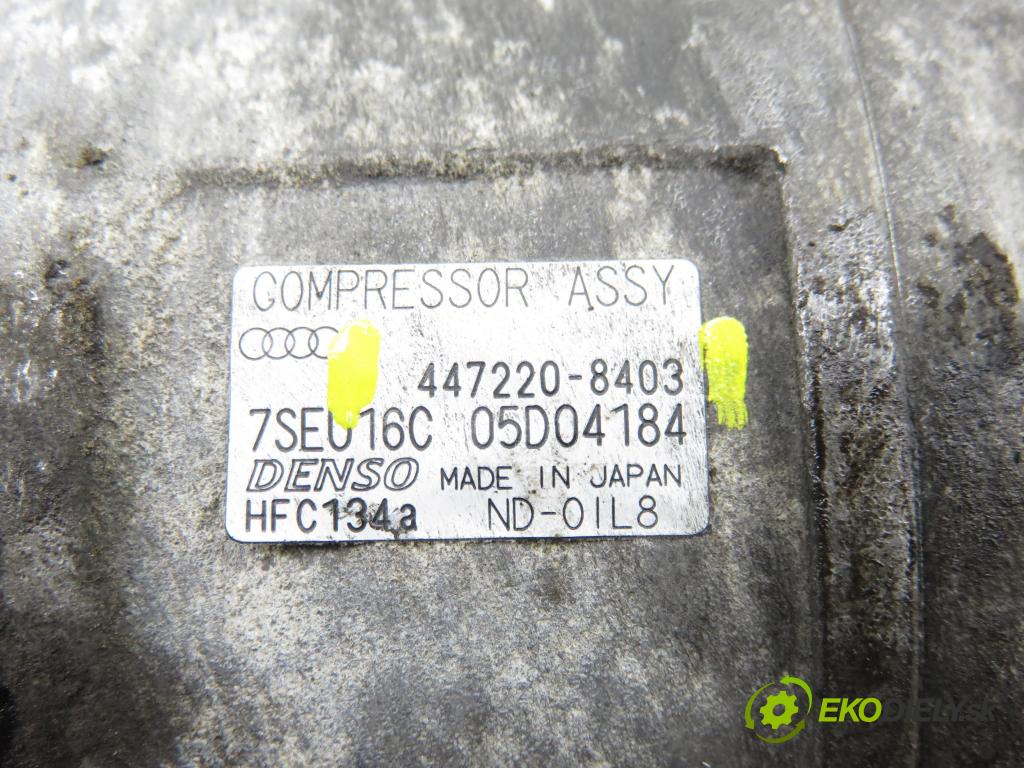 COMPRESSOR ASSY
447220-8403
7SEU16C 05D04184
DENSO MADE IN JAPAN
HFC134a ND-OIL8
EKODIELY.sk